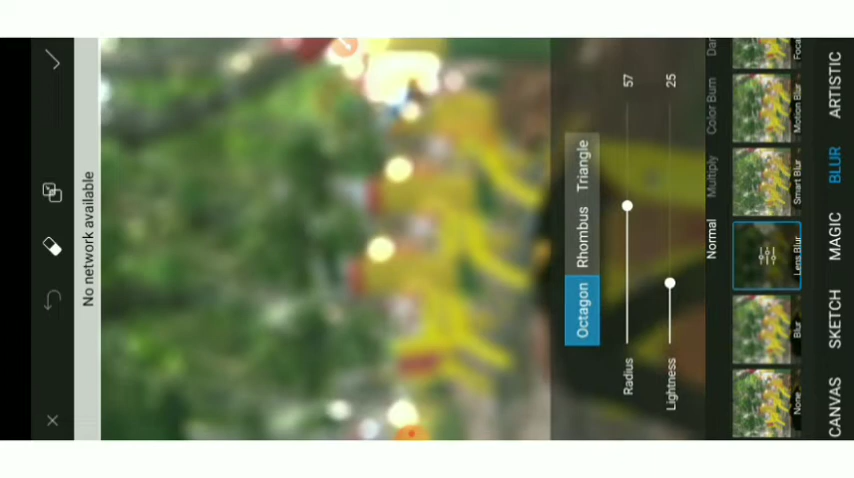 No network available
Octagon
Rhombus
Triangle
Radius
57
Lightness
25
Normal
Multiply
Color Burn
None
Blur
Lens Blur
Smart Blur
Motion Blur
CANVAS
SKETCH
MAGIC
BLUR
ARTISTIC